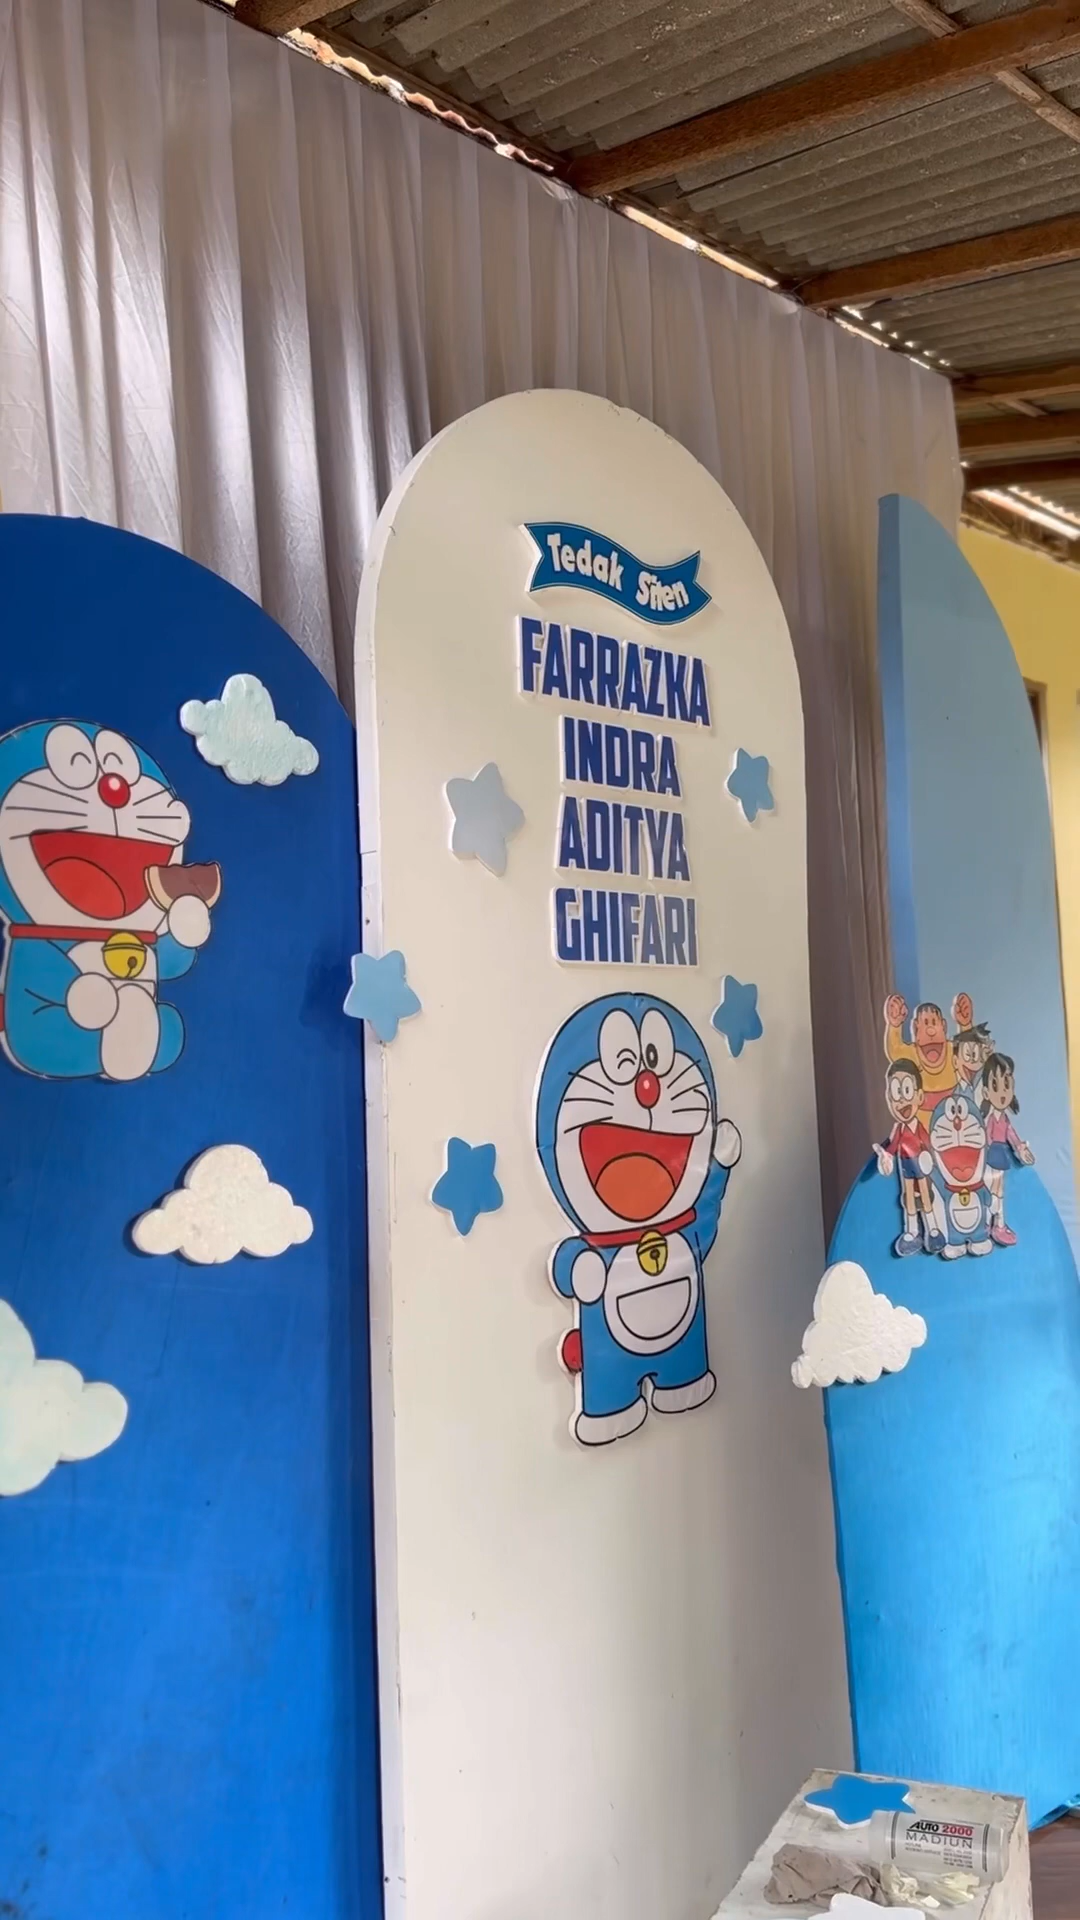 Tedak Siten
FARRAZKA
INDRA
ADITYA
GHIFARI
AUTO 2000
MADIUN